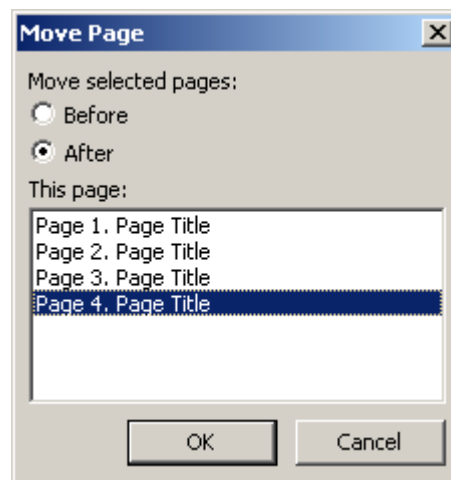 Move Page
Move selected pages:
Before
After
This page:
Page 1. Page Title
Page 2. Page Title
Page 3. Page Title
Page 4. Page Title
OK Cancel